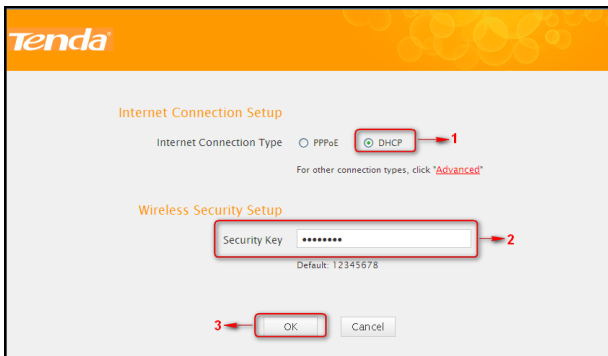 Tenda
Internet Connection Setup
Internet Connection Type PPPoE DHCP 1
For other connection types, click "Advanced"
Wireless Security Setup
Security Key •••••••• 2
Default: 12345678
3 OK Cancel